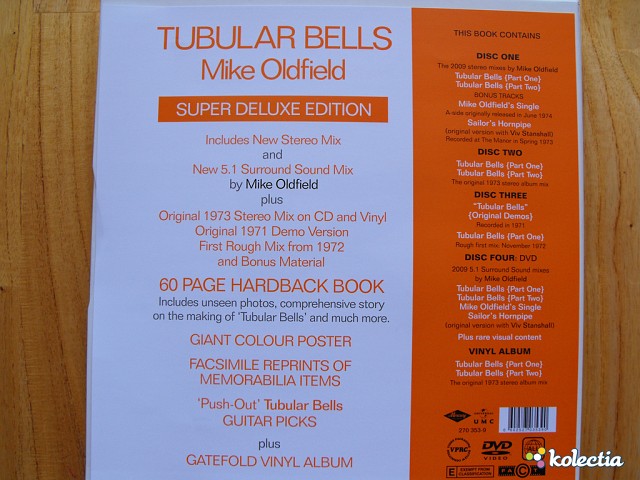 TUBULAR BELLS
Mike Oldfield
SUPER DELUXE EDITION
Includes New Stereo Mix
and
New 5.1 Surround Sound Mix
by Mike Oldfield
plus
Original 1973 Stereo Mix on CD and Vinyl
Original 1971 Demo Version
First Rough Mix from 1972
and Bonus Material
60 PAGE HARDBACK BOOK
Includes unseen photos, comprehensive story
on the making of 'Tubular Bells' and much more.
GIANT COLOUR POSTER
FACSIMILE REPRINTS OF
MEMORABILIA ITEMS
'Push-Out' Tubular Bells
GUITAR PICKS
plus
GATEFOLD VINYL ALBUM
THIS BOOK CONTAINS
DISC ONE
The 2009 stereo mixes by Mike Oldfield
Tubular Bells {Part One}
Tubular Bells {Part Two}
BONUS TRACKS
Mike Oldfield's Single
A-side originally released in June 1974
Sailor's Hornpipe
(original version with Viv Stanshall)
Recorded at The Manor in Spring 1973
DISC TWO
Tubular Bells {Part One}
Tubular Bells {Part Two}
The original 1973 stereo album mix
DISC THREE
"Tubular Bells"
{Original Demos}
Recorded in 1971
Tubular Bells {Part One}
Rough first mix, November 1972
DISC FOUR: DVD
2009 5.1 Surround Sound mixes
by Mike Oldfield
Tubular Bells {Part One}
Tubular Bells {Part Two}
Mike Oldfield's Single
Sailor's Hornpipe
(original version with Viv Stanshall)
Plus rare visual content
VINYL ALBUM
Tubular Bells {Part One}
Tubular Bells {Part Two}
The original 1973 stereo album mix
UMC
270 353-9
VPRC
DVD
VIDEO
E EXEMPT FROM CLASSIFICATION
kolectia